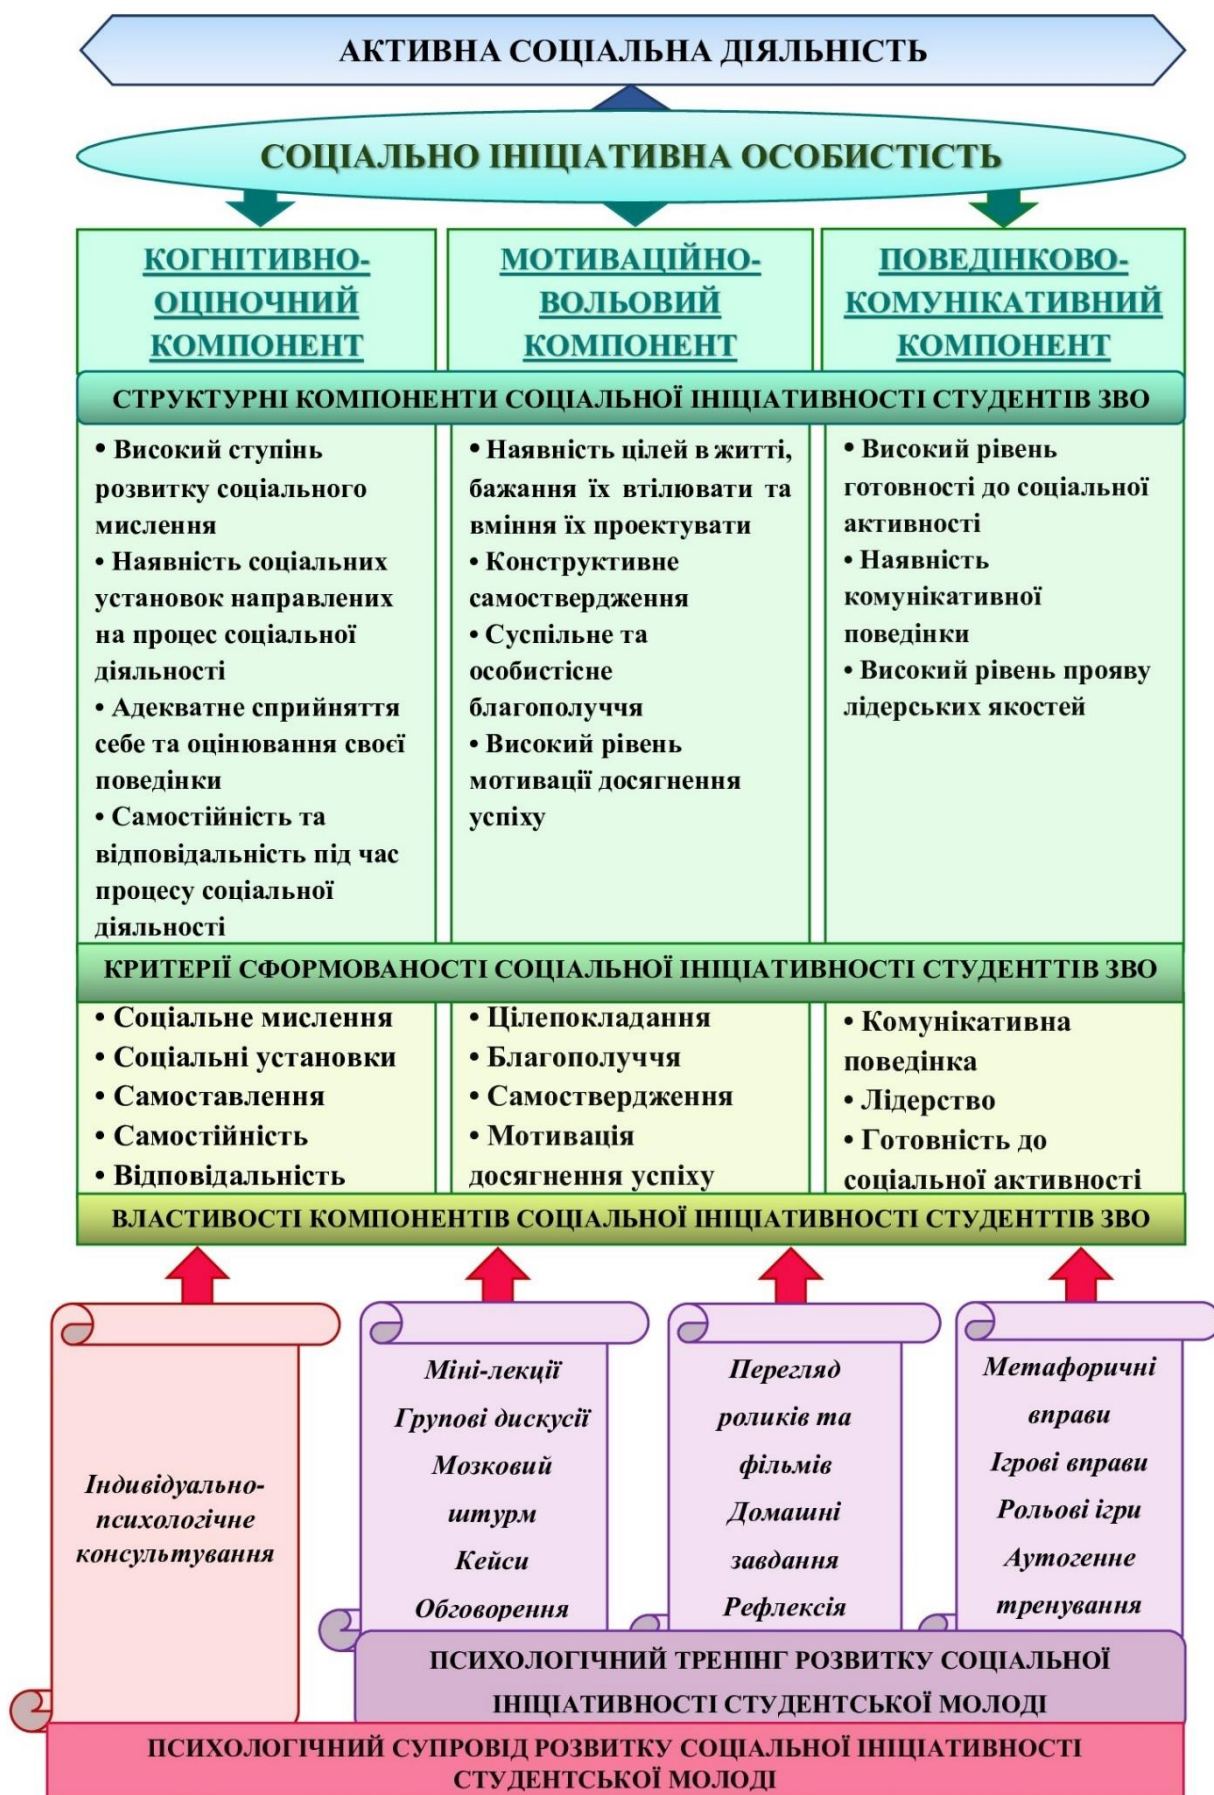 АКТИВНА СОЦІАЛЬНА ДІЯЛЬНІСТЬ
СОЦІАЛЬНО ІНІЦІАТИВНА ОСОБИСТІСТЬ
КОГНІТИВНО-
ОЦІНОЧНИЙ
КОМПОНЕНТ
МОТИВАЦІЙНО-
ВОЛЬОВИЙ
КОМПОНЕНТ
ПОВЕДІНКОВО-
КОМУНІКАТИВНИЙ
КОМПОНЕНТ
СТРУКТУРНІ КОМПОНЕНТИ СОЦІАЛЬНОЇ ІНІЦІАТИВНОСТІ СТУДЕНТІВ ЗВО
• Високий ступінь
розвитку соціального
мислення
• Наявність соціальних
установок направлених
на процес соціальної
діяльності
• Адекватне сприйняття
себе та оцінювання своєї
поведінки
• Самостійність та
відповідальність під час
процесу соціальної
діяльності
• Наявність цілей в житті,
бажання їх втілювати та
вміння їх проектувати
• Конструктивне
самоствердження
• Суспільне та
особистісне
благополуччя
• Високий рівень
мотивації досягнення
успіху
• Високий рівень
готовності до соціальної
активності
• Наявність
комунікативної
поведінки
• Високий рівень прояву
лідерських якостей
КРИТЕРІЇ СФОРМОВАНОСТІ СОЦІАЛЬНОЇ ІНІЦІАТИВНОСТІ СТУДЕНТТІВ ЗВО
• Соціальне мислення
• Соціальні установки
• Самоставлення
• Самостійність
• Відповідальність
• Цілепокладання
• Благополуччя
• Самоствердження
• Мотивація
досягнення успіху
• Комунікативна
поведінка
• Лідерство
• Готовність до
соціальної активності
ВЛАСТИВОСТІ КОМПОНЕНТІВ СОЦІАЛЬНОЇ ІНІЦІАТИВНОСТІ СТУДЕНТТІВ ЗВО
Індивідуально-
психологічне
консультування
Міні-лекції
Групові дискусії
Мозковий
штурм
Кейси
Обговорення
Перегляд
роликів та
фільмів
Домашні
завдання
Рефлексія
Метафоричні
вправи
Ігрові вправи
Рольові ігри
Аутогенне
тренування
ПСИХОЛОГІЧНИЙ ТРЕНІНГ РОЗВИТКУ СОЦІАЛЬНОЇ
ІНІЦІАТИВНОСТІ СТУДЕНТСЬКОЇ МОЛОДІ
ПСИХОЛОГІЧНИЙ СУПРОВІД РОЗВИТКУ СОЦІАЛЬНОЇ ІНІЦІАТИВНОСТІ
СТУДЕНТСЬКОЇ МОЛОДІ